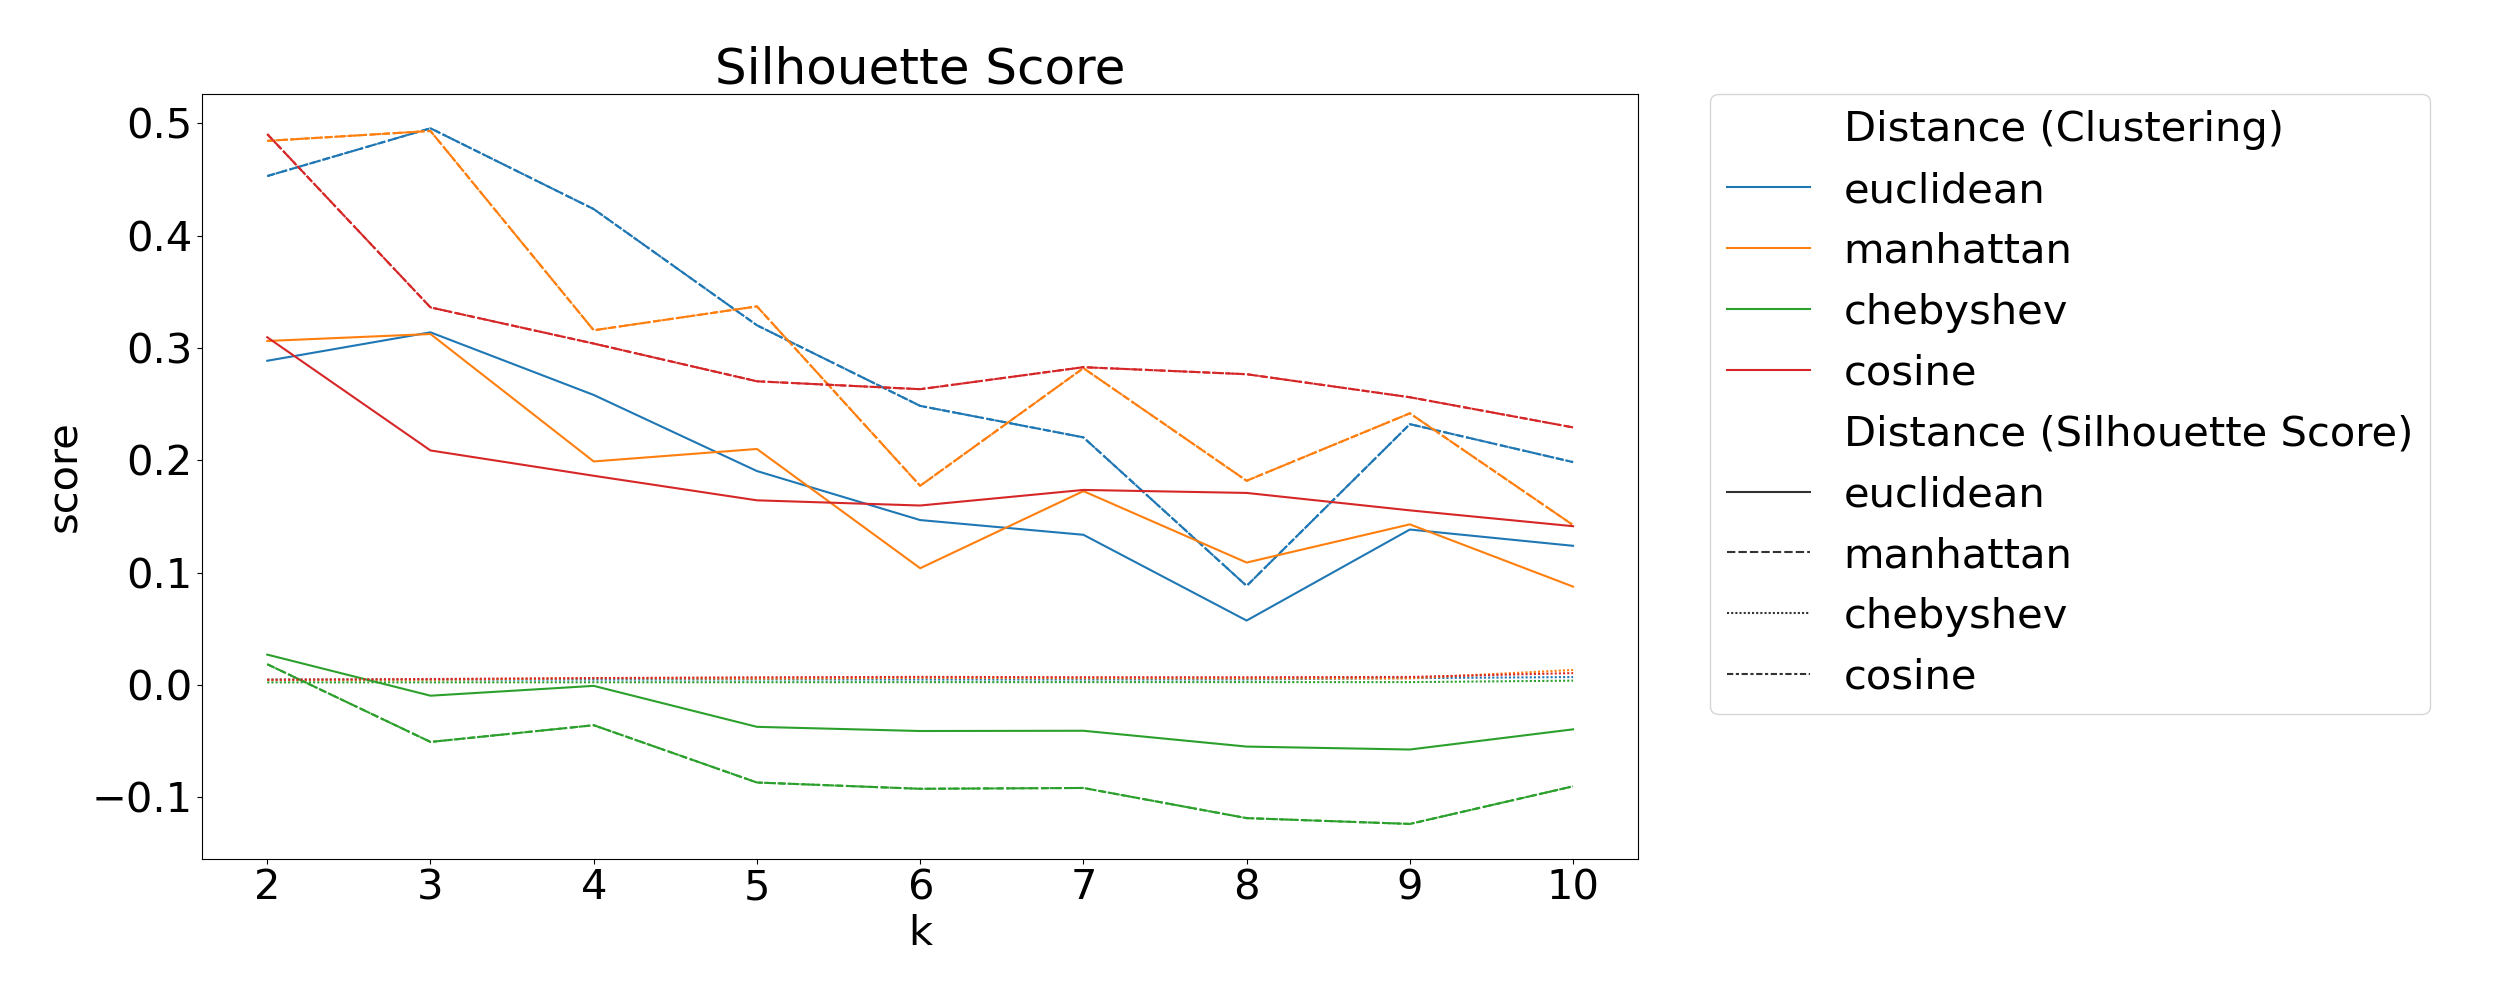 Silhouette Score
0.5
0.4
0.3
0.2
0.1
0.0
−0.1
score
2 3 4 5 6 7 8 9 10
k
Distance (Clustering)
euclidean
manhattan
chebyshev
cosine
Distance (Silhouette Score)
euclidean
manhattan
chebyshev
cosine